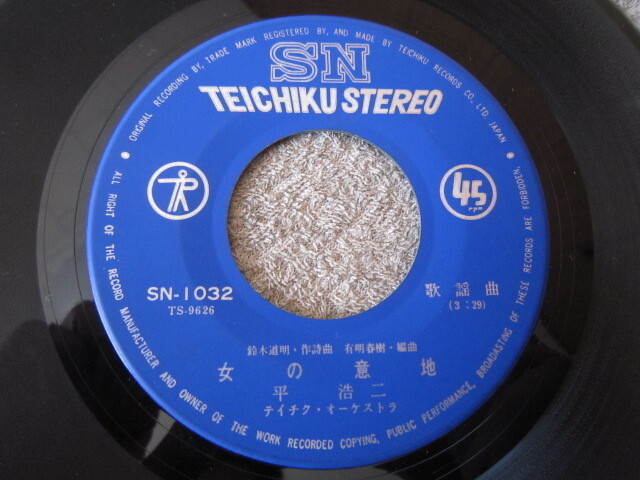 ORIGINAL RECORDING BY, TRADE MARK REGISTERED BY, AND MADE BY TEICHIKU RECORDS CO., LTD. JAPAN
SN
TEICHIKU STEREO
TR
45
rpm
SN-1032
TS-9626
歌謡曲
(3:29)
鈴木道明・作詩曲 有明春樹・編曲
女の意地
平浩二
テイチク・オーケストラ
ALL RIGHT OF THE RECORD MANUFACTURER AND OWNER OF THE WORK RECORDED COPYING, PUBLIC PERFORMANCE, BROADCASTING OF THESE RECORDS ARE FORBIDDEN.